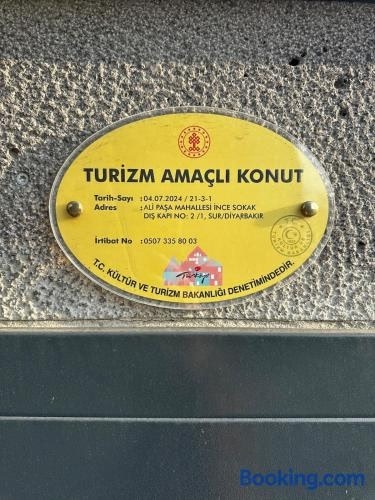 TURİZM AMAÇLI KONUT
Tarih-Sayı : 04.07.2024 / 21-3-1
Adres : ALİ PAŞA MAHALLESİ İNCE SOKAK
DIŞ KAPI NO: 2 /1, SUR/DİYARBAKIR
İrtibat No : 0507 335 80 03
Türkiye
T.C. KÜLTÜR VE TURİZM BAKANLIĞI DENETİMİNDEDİR.
Booking.com